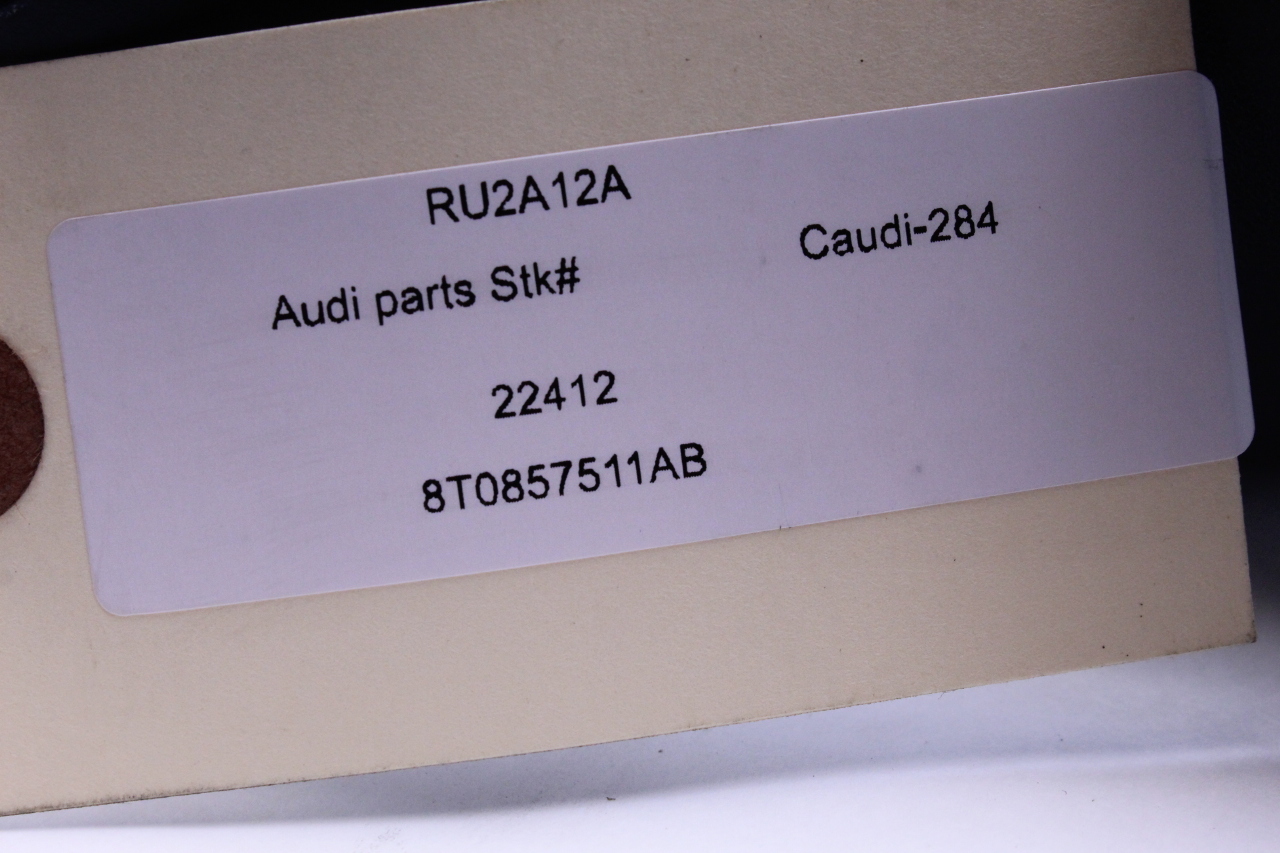 RU2A12A
Audi parts Stk#
Caudi-284
22412
8T0857511AB